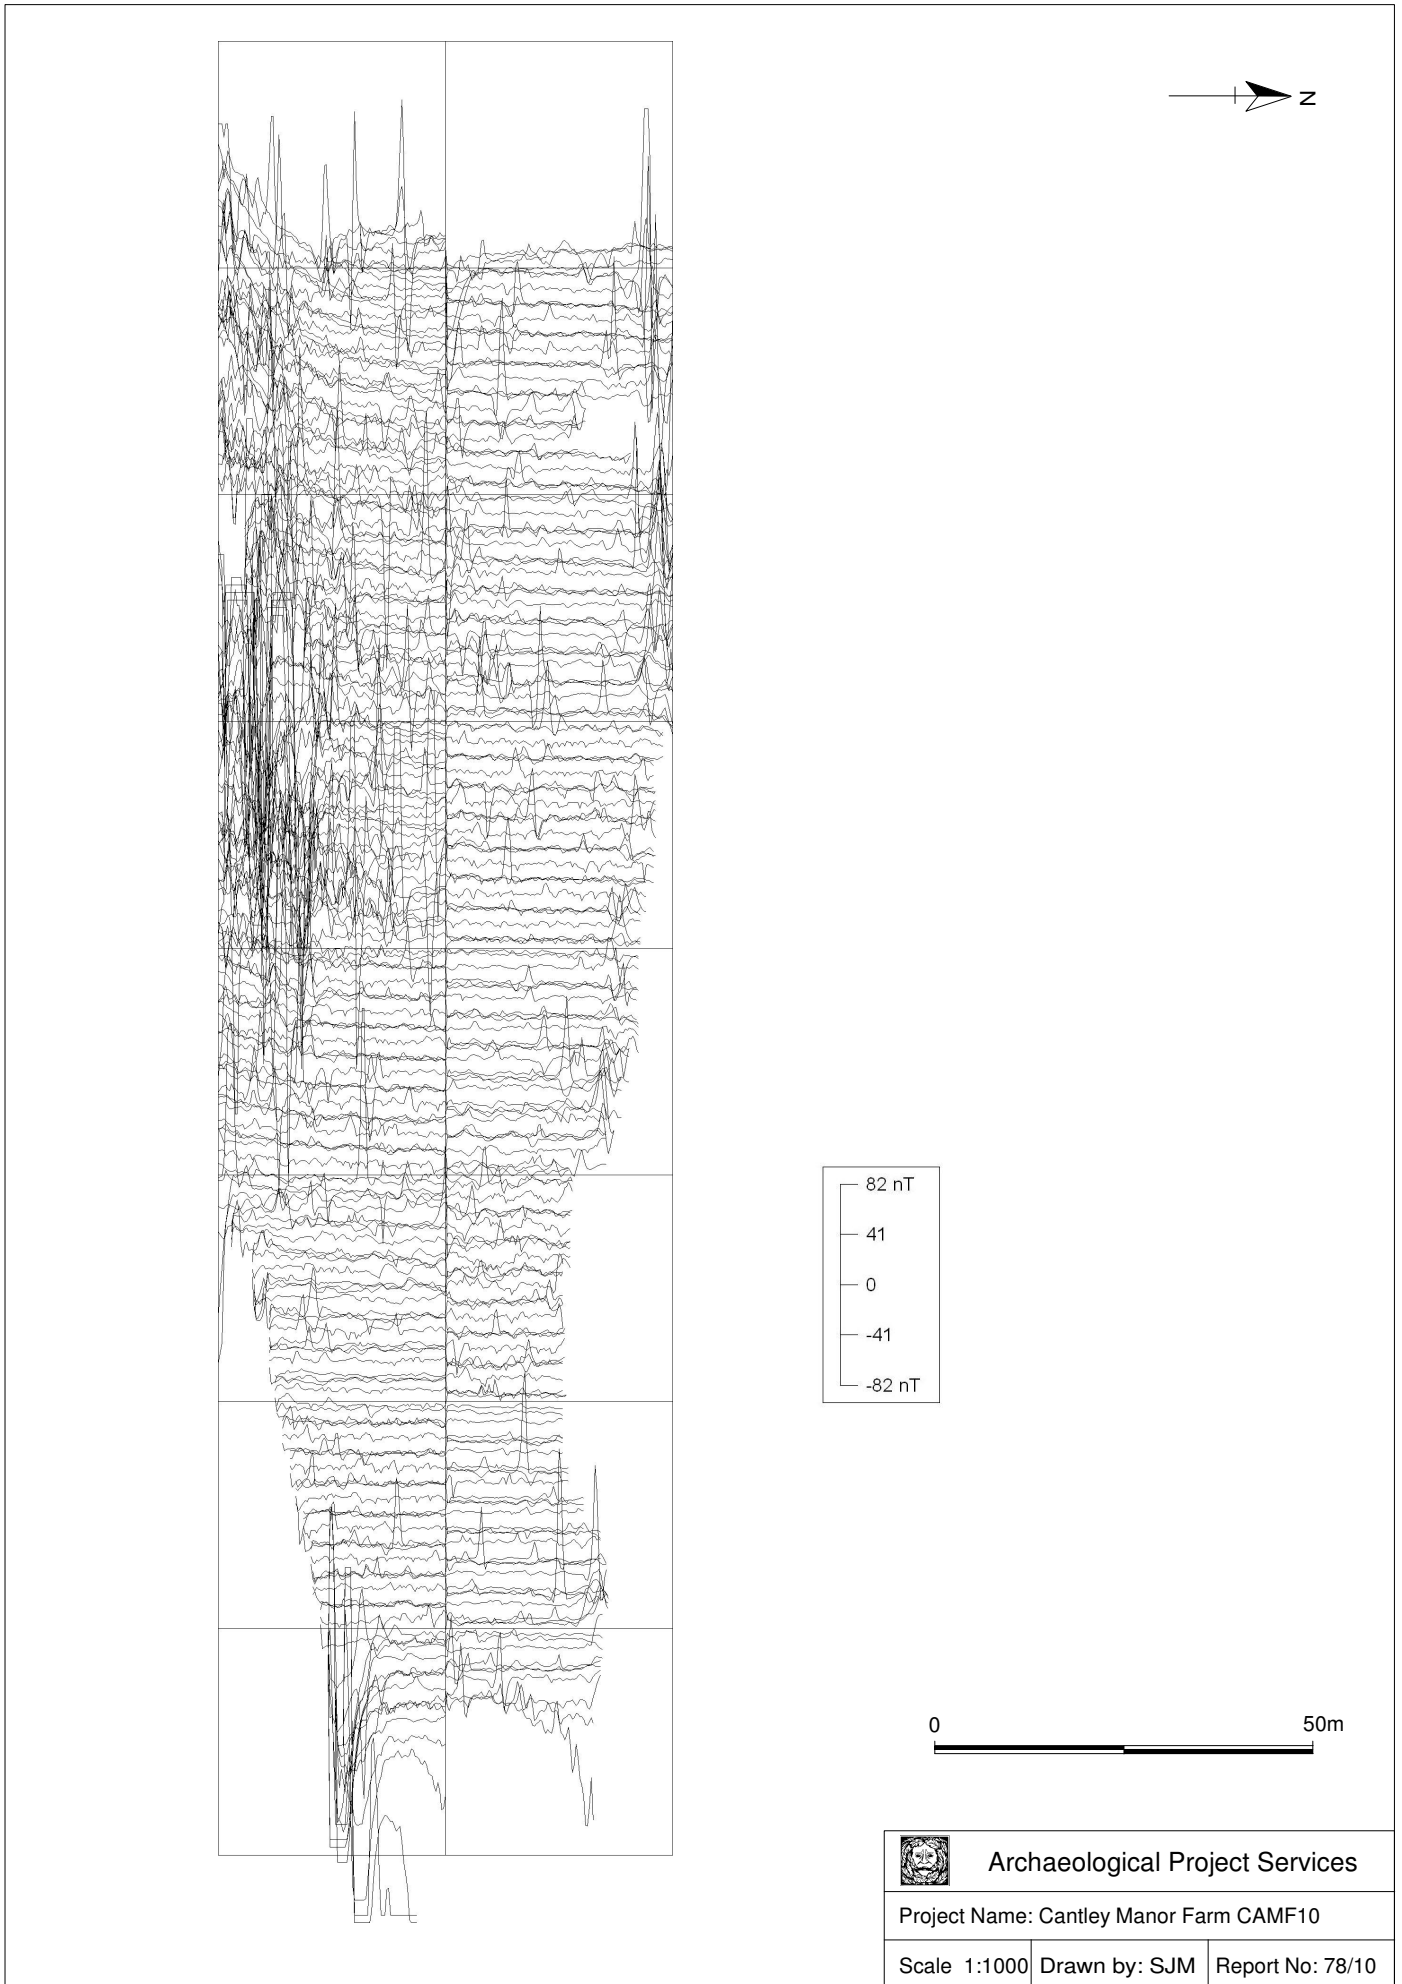 N
82 nT
41
0
-41
-82 nT
0 50m
Archaeological Project Services
Project Name: Cantley Manor Farm CAMF10
Scale 1:1000 Drawn by: SJM Report No: 78/10